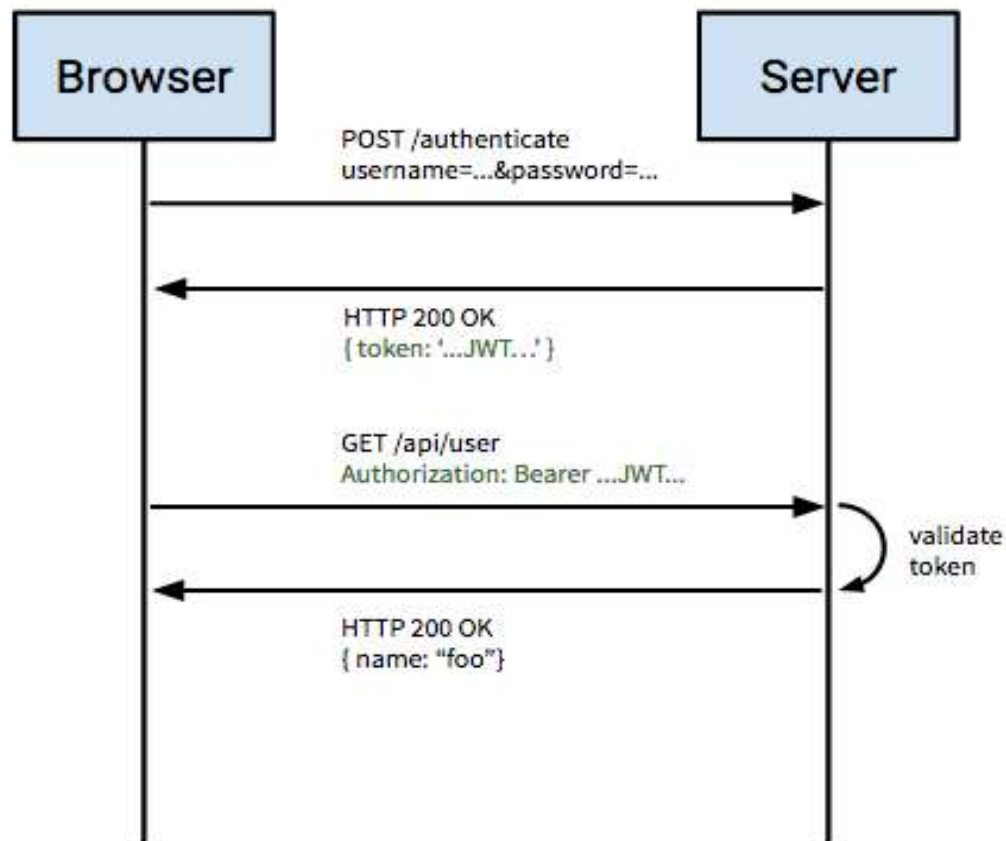 Browser
Server
POST /authenticate
username=...&password=...
HTTP 200 OK
{ token: ‘...JWT...’ }
GET /api/user
Authorization: Bearer ...JWT...
validate
token
HTTP 200 OK
{ name: “foo”}